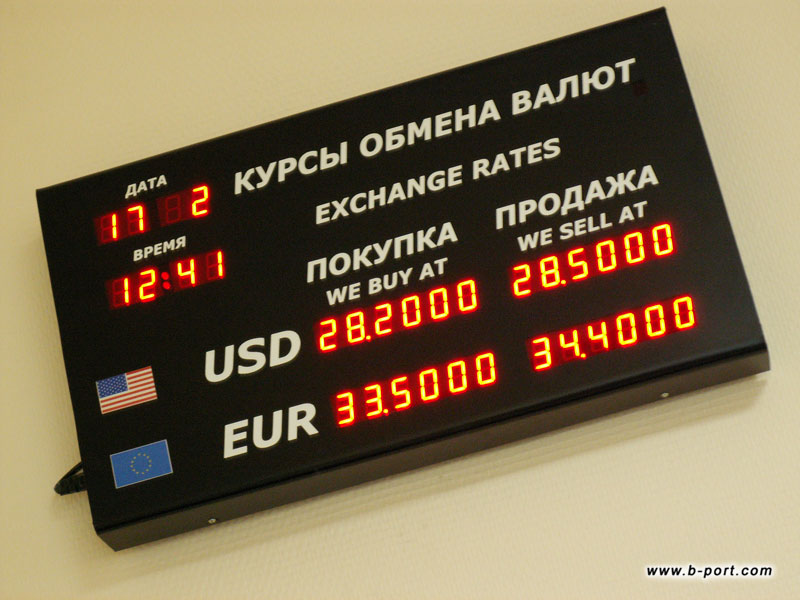 КУРСЫ ОБМЕНА ВАЛЮТ
EXCHANGE RATES
ДАТА
17 2
ВРЕМЯ
12:41
ПОКУПКА ПРОДАЖА
WE BUY AT WE SELL AT
USD 28.2000 28.5000
EUR 33.5000 34.4000
www.b-port.com